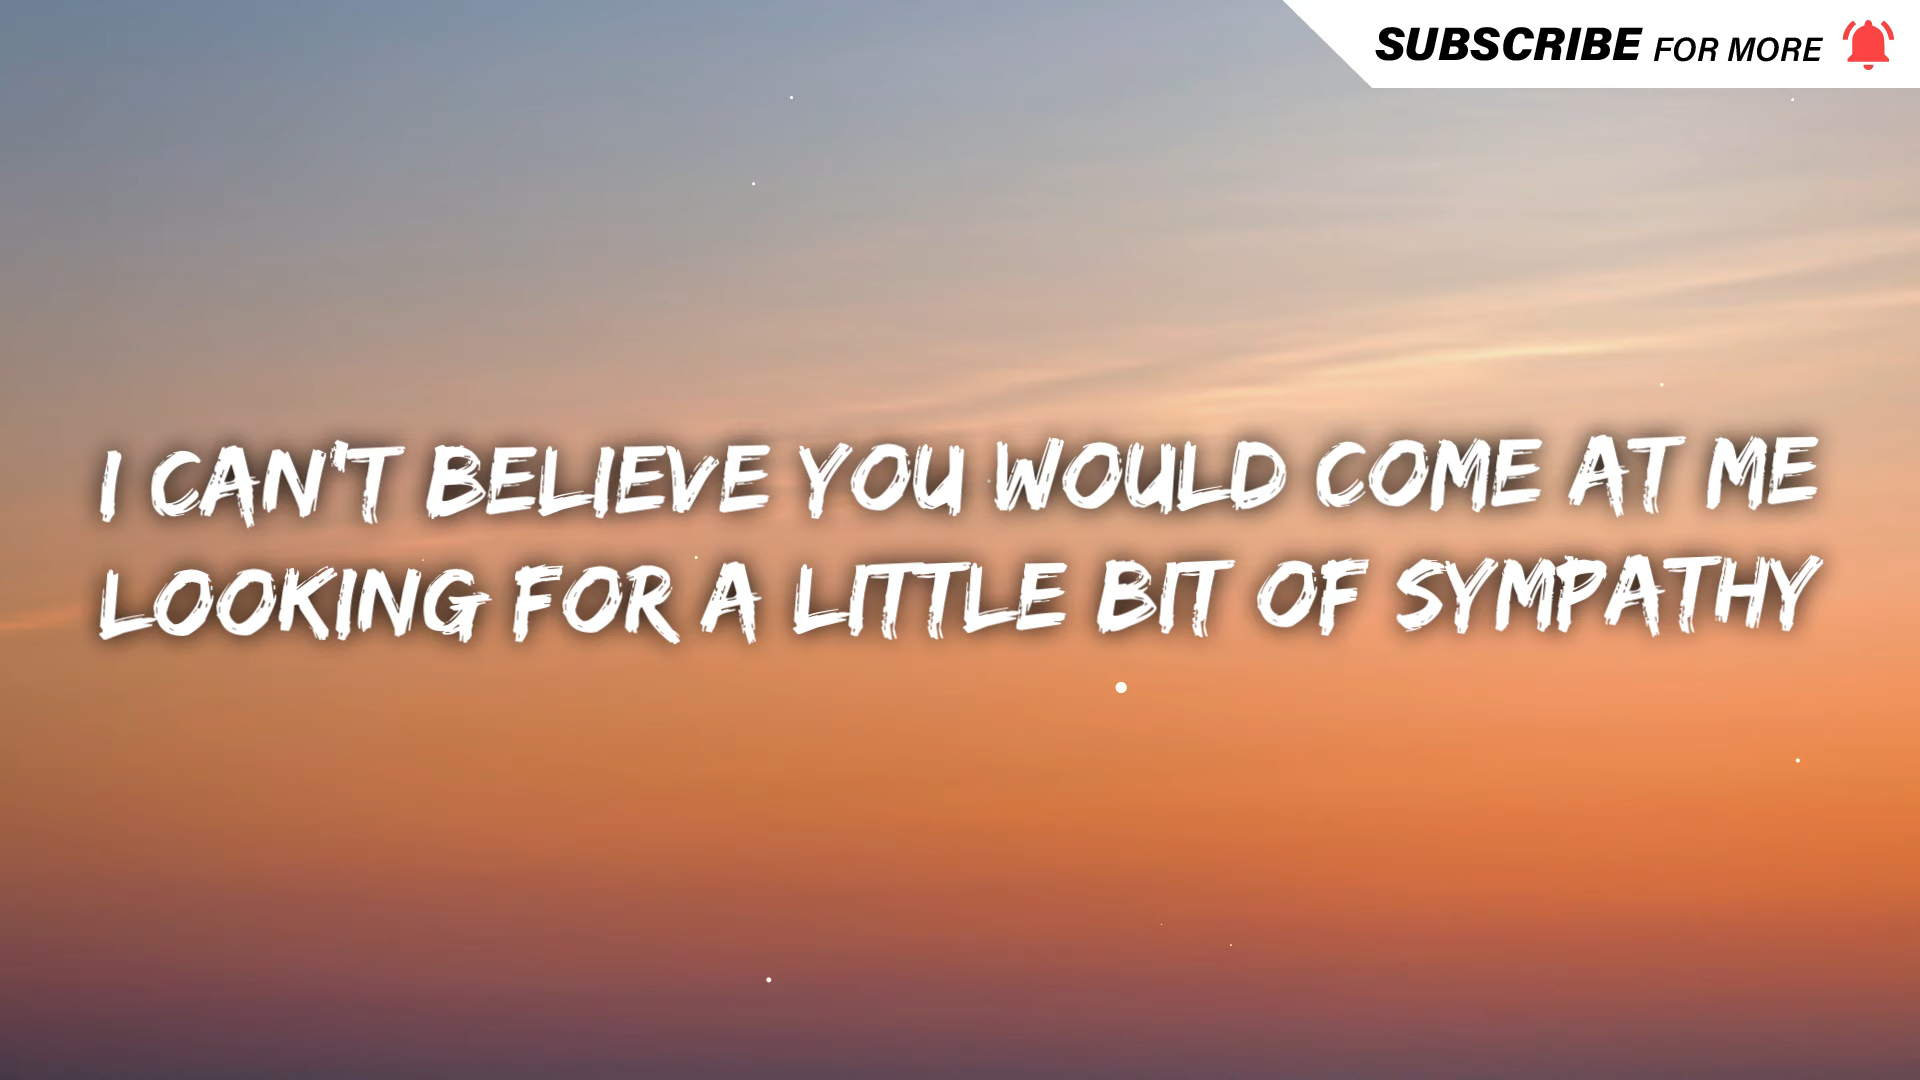 SUBSCRIBE FOR MORE
I CAN'T BELIEVE YOU WOULD COME AT ME
LOOKING FOR A LITTLE BIT OF SYMPATHY